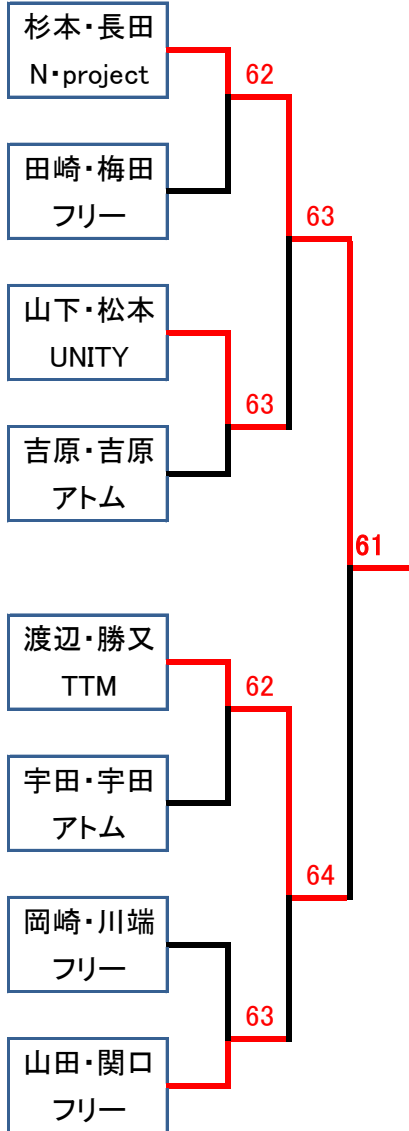 杉本・長田
N・project
62
田崎・梅田
フリー
63
山下・松本
UNITY
63
吉原・吉原
アトム
61
渡辺・勝又
TTM
62
宇田・宇田
アトム
64
岡崎・川端
フリー
63
山田・関口
フリー